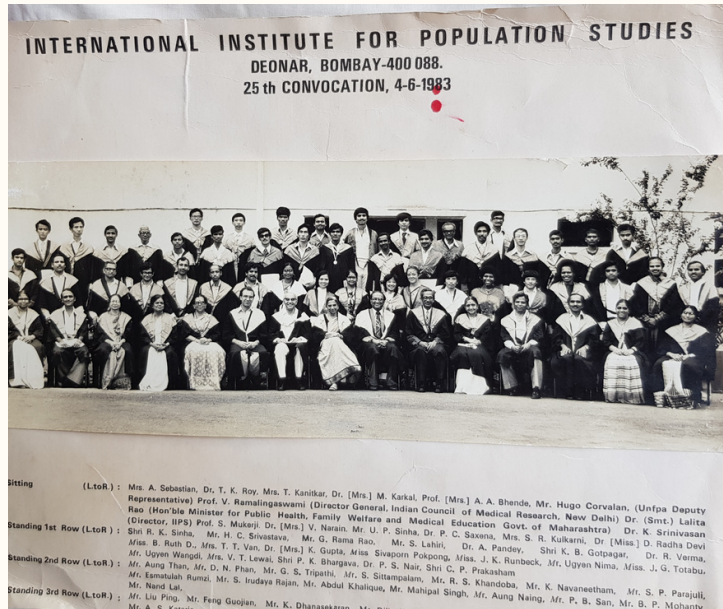 INTERNATIONAL INSTITUTE FOR POPULATION STUDIES
DEONAR, BOMBAY-400 088.
25 th CONVOCATION, 4-6-1983
Sitting (L.toR.) : Mrs. A. Sebastian, Dr, T. K. Roy, Mrs. T. Kanitkar, Dr. [Mrs.] M. Karkal, Prof. [Mrs.] A. A. Bhende, Mr. Hugo Corvalan, (Unfpa Deputy
Representative) Prof. V. Ramalingaswami (Director General, Indian Council of Medical Research, New Delhi) Dr. (Smt.) Lalita
Rao (Hon'ble Minister for Public Health, Family Welfare and Medical Education Govt. of Maharashtra) Dr K. Srinivasan
(Director, IIPS) Prof. S. Mukerji, Dr, [Mrs.] V. Narain. Mr. U. P. Sinha, Dr. P. C. Saxena, Mrs. S. R. Kulkarni, Dr. [Miss.] D. Radha Devi
Standing 1st Row (L.toR ) : Shri R. K. Sinha, Mr. H. C. Srivastava, Mr. G. Rama Rao, Mr. S. Lahiri, Dr. A. Pandey, Shri K. B. Gotpagar, Dr. R. Verma,
Miss. B. Ruth D., Mrs. T. T. Van, Dr. [Mrs.] K. Gupta, Miss Sivaporn Pokpong, Miss. J. K. Runbeck, Mr. Ugyen Nima, Miss. J. G. Totabu,
Mr. Ugyen Wangdi, Mrs. V. T. Lewai, Shri P. K. Bhargava, Dr. P. S. Nair, Shri C, P. Prakasham
Standing 2nd Row (L.toR) : Mr. Aung Than, Mr. D. N. Phan, Mr. G. S. Tripathi, Mr. S. Sittampalam, Mr. R. S. Khandoba, Mr. K. Navaneetham, Mr. S. P. Parajuli,
Mr. Esmatulah Rumzi, Mr. S. Irudaya Rajan, Mr. Abdul Khalique, Mr. Mahipal Singh, Mr. Aung Naing, Mr. P. B. San, Mr. B. P. Mohanty,
Mr. Nand Lal,
Standing 3rd Row (L.toR.) : Mr. Liu Ping, Mr. Feng Guojian, Mr. K. Dhanasekaran,
Mr. A. S.